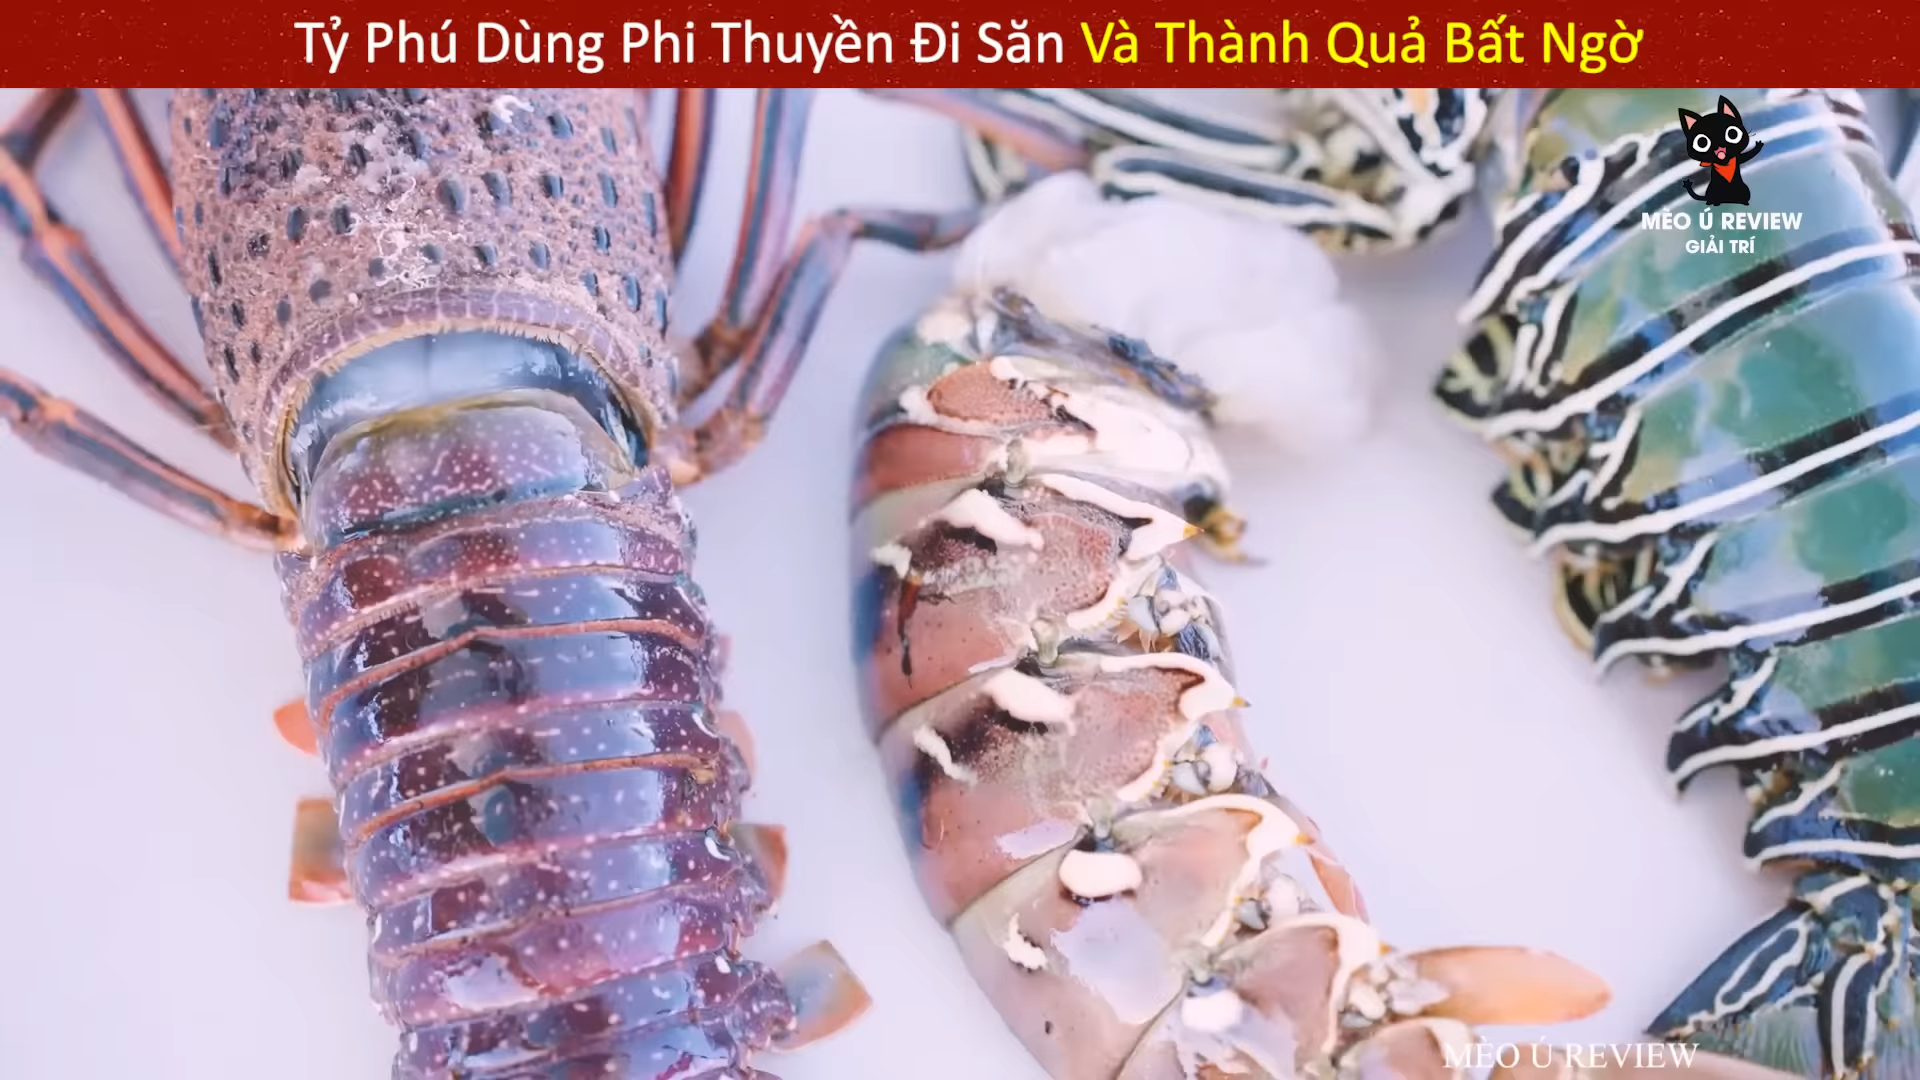 Tỷ Phú Dùng Phi Thuyền Đi Săn Và Thành Quả Bất Ngờ
MÈO Ú REVIEW
GIẢI TRÍ
MÈO Ú REVIEW